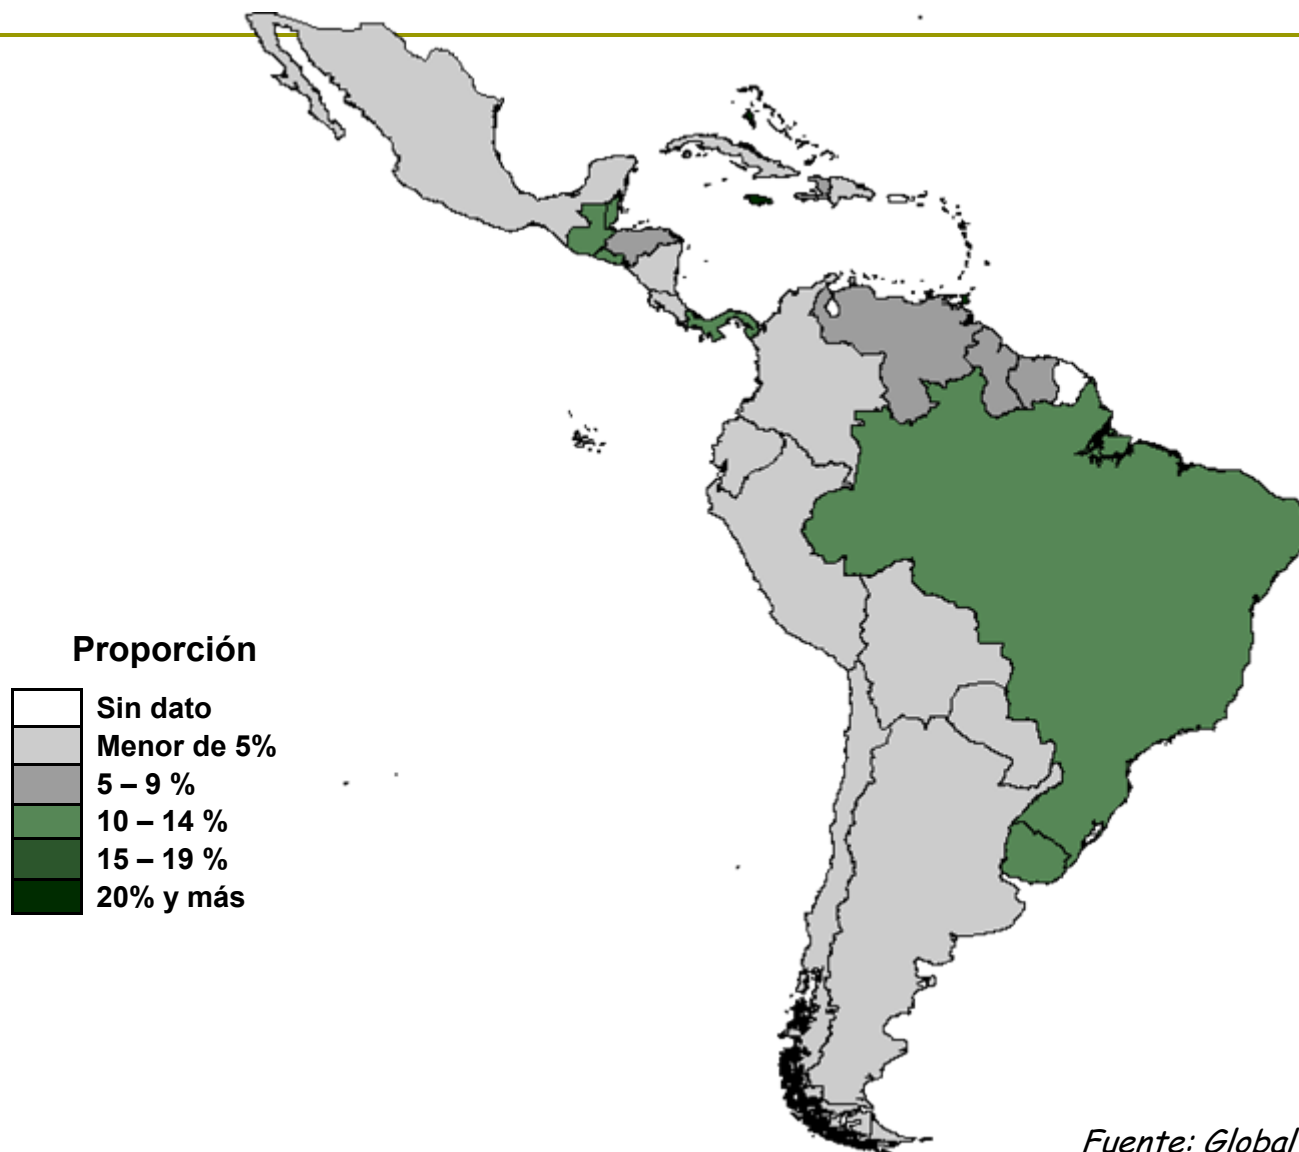 Proporción
Sin dato
Menor de 5%
5 – 9 %
10 – 14 %
15 – 19 %
20% y más
Fuente: Global